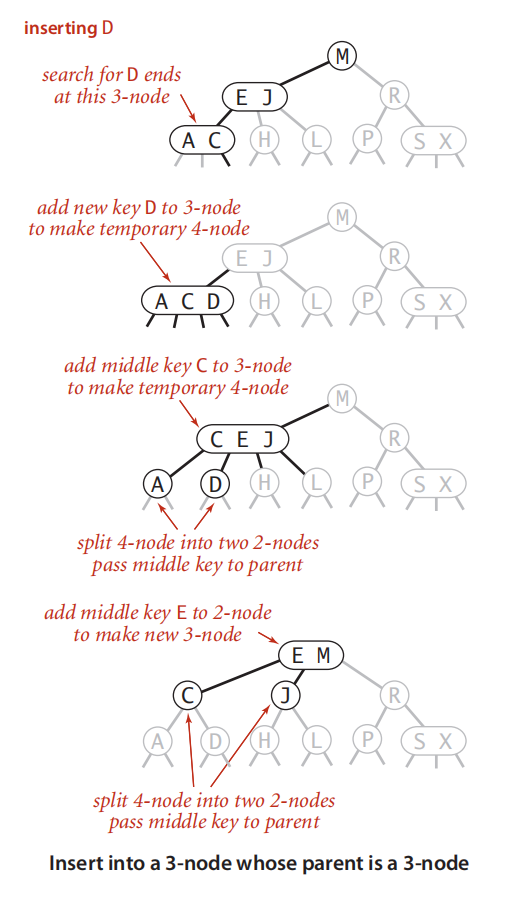 inserting D
M
search for D ends
at this 3-node
E J
R
A C
H
L
P
S X
add new key D to 3-node
to make temporary 4-node
M
E J
R
A C D
H
L
P
S X
add middle key C to 3-node
to make temporary 4-node
M
C E J
R
A
D
H
L
P
S X
split 4-node into two 2-nodes
pass middle key to parent
add middle key E to 2-node
to make new 3-node
E M
C
J
R
A
D
H
L
P
S X
split 4-node into two 2-nodes
pass middle key to parent
Insert into a 3-node whose parent is a 3-node